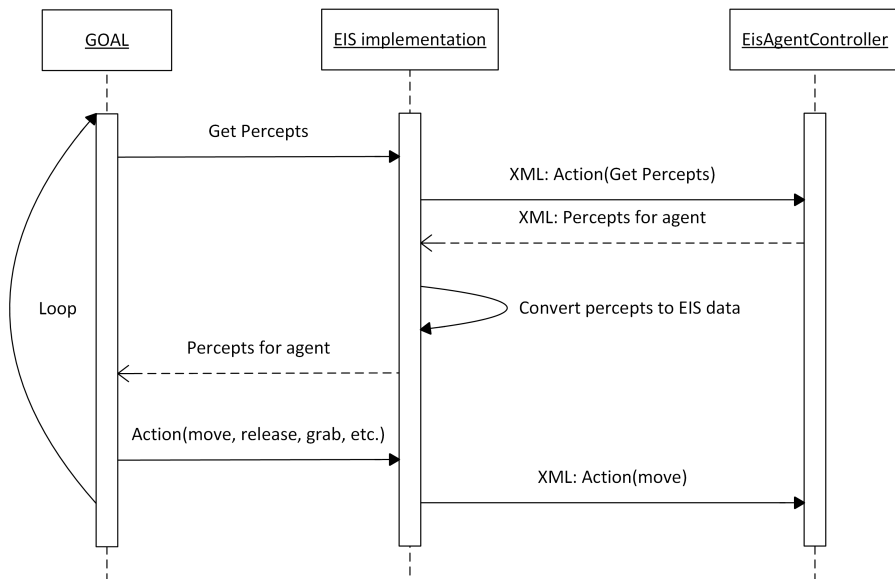 GOAL
EIS implementation
EisAgentController
Get Percepts
XML: Action(Get Percepts)
XML: Percepts for agent
Loop
Convert percepts to EIS data
Percepts for agent
Action(move, release, grab, etc.)
XML: Action(move)